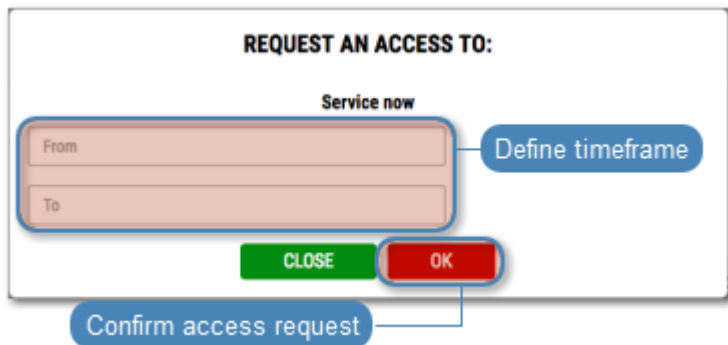 REQUEST AN ACCESS TO:
Service now
From
Define timeframe
To
CLOSE
OK
Confirm access request